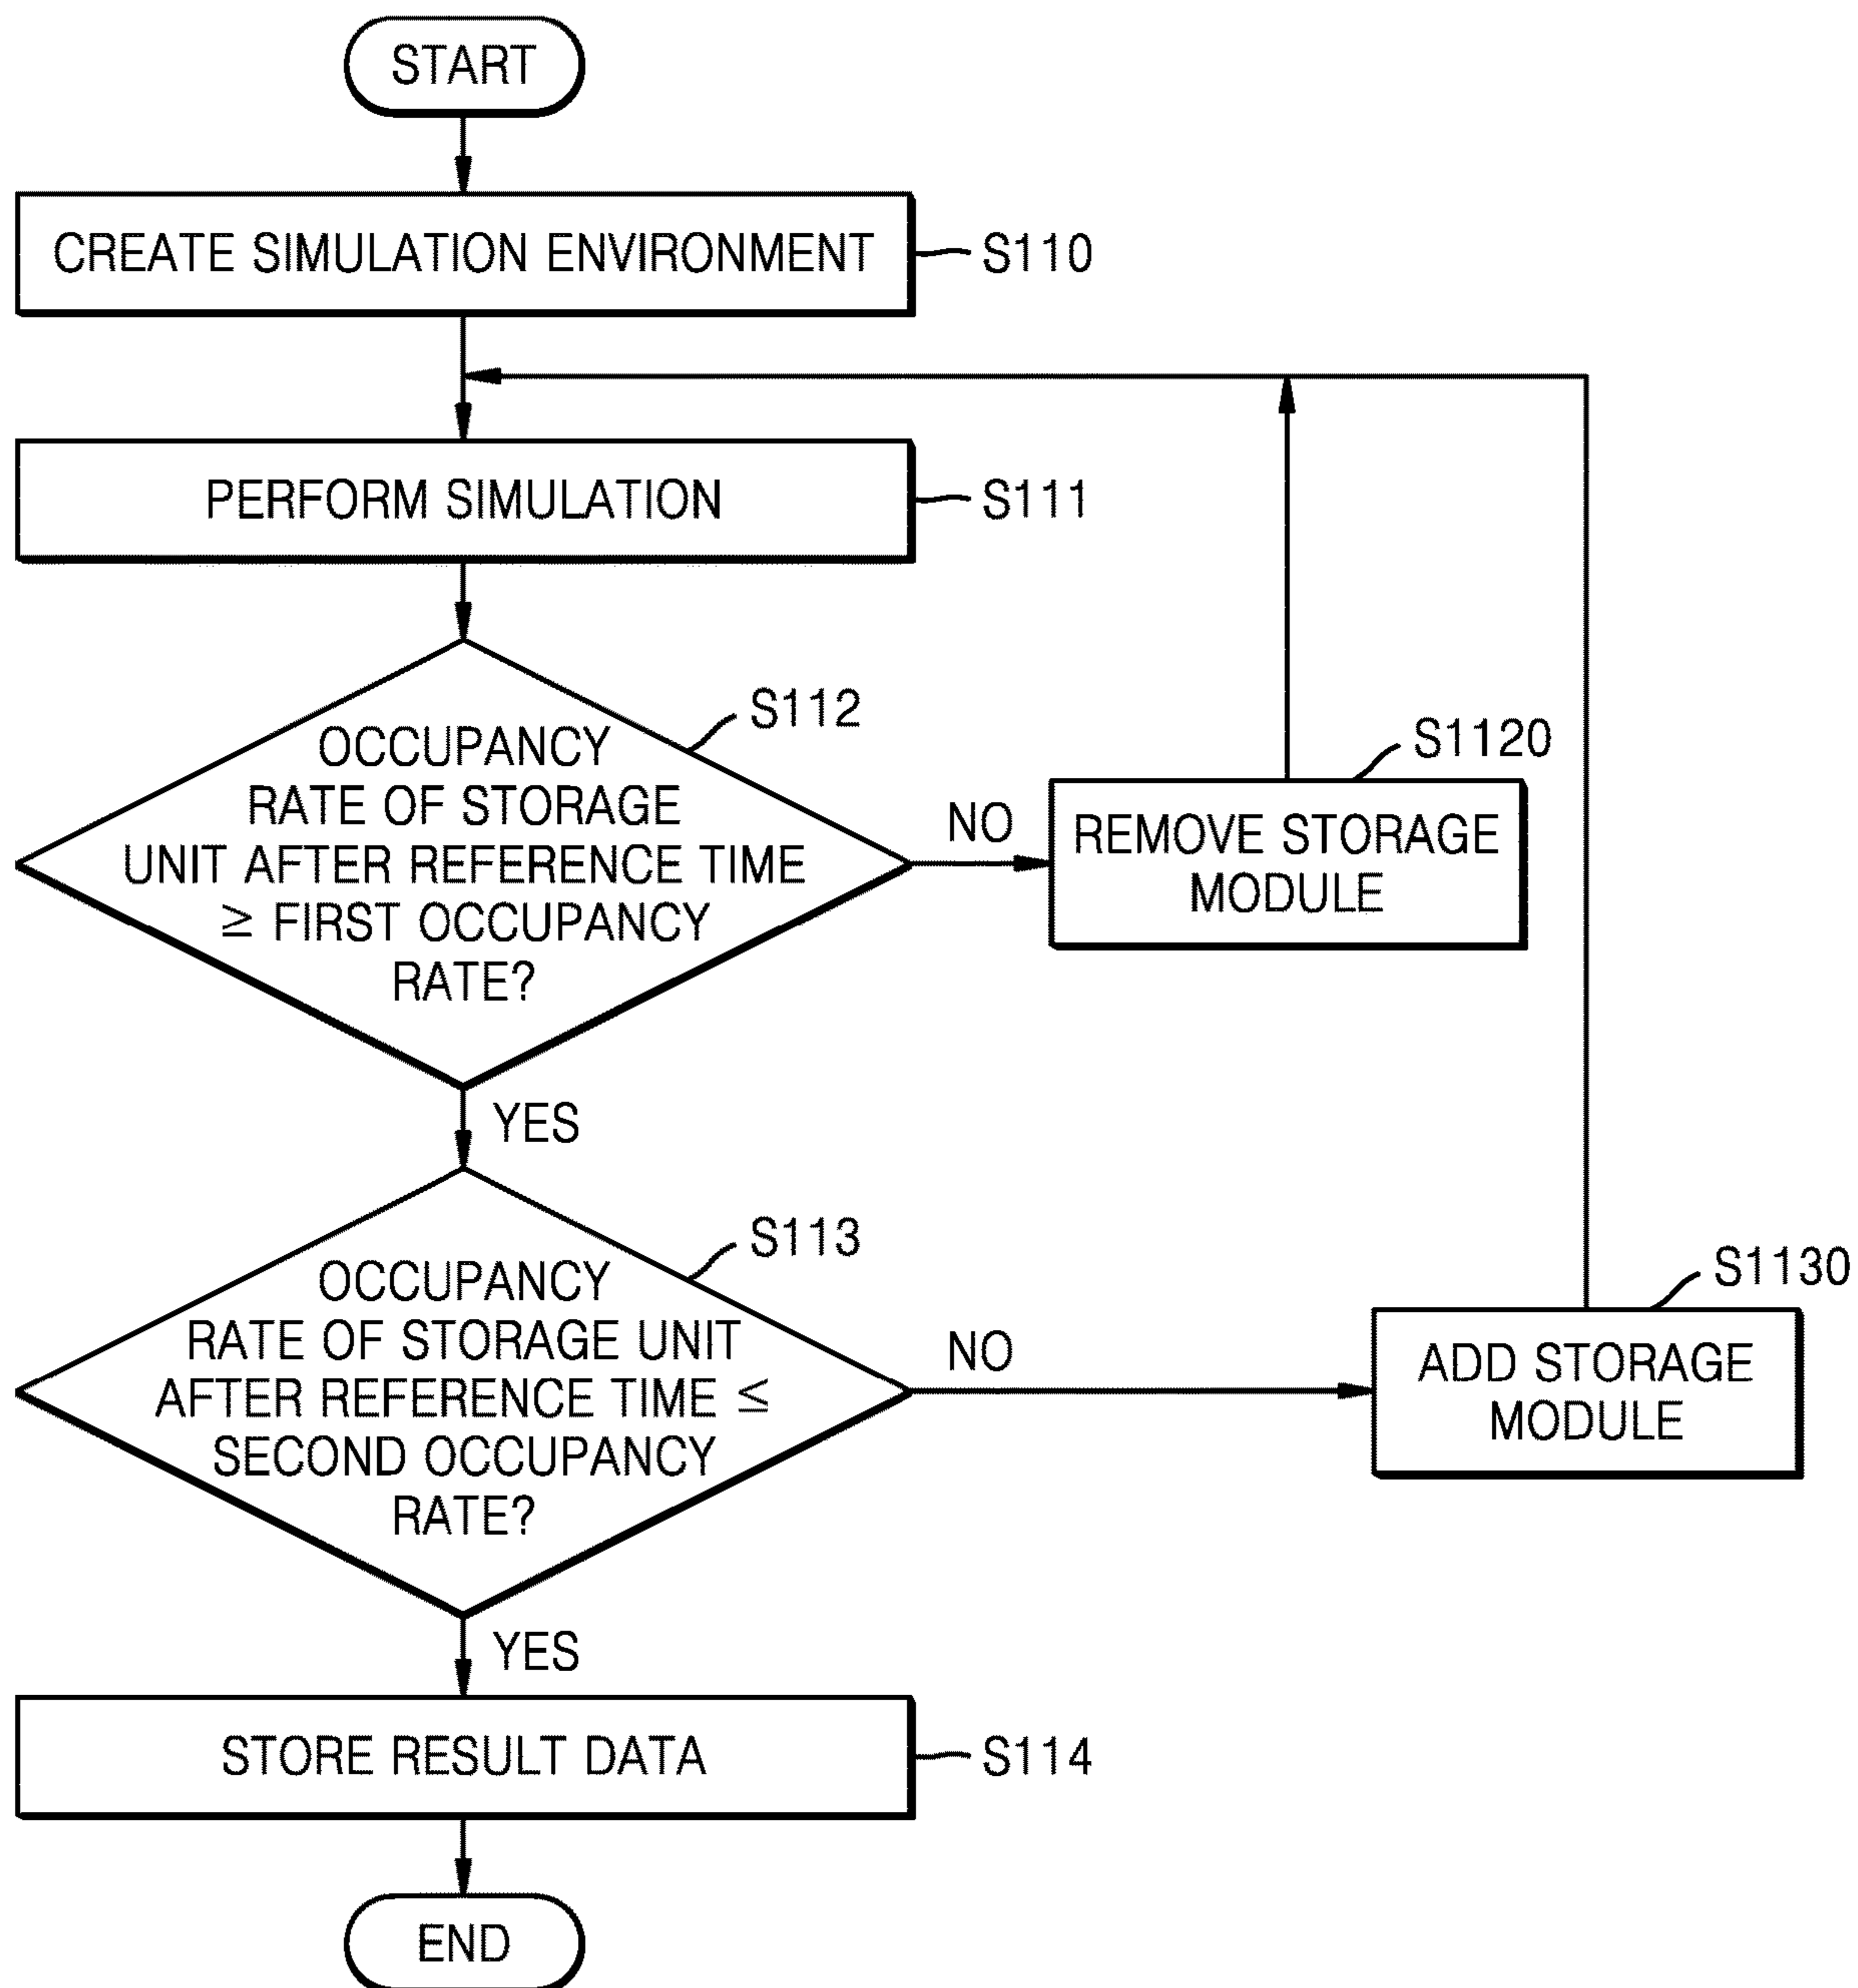 START
CREATE SIMULATION ENVIRONMENT
S110
PERFORM SIMULATION
S111
S112
OCCUPANCY
RATE OF STORAGE
UNIT AFTER REFERENCE TIME
≥ FIRST OCCUPANCY
RATE?
NO
S1120
REMOVE STORAGE
MODULE
YES
S113
OCCUPANCY
RATE OF STORAGE UNIT
AFTER REFERENCE TIME ≤
SECOND OCCUPANCY
RATE?
NO
S1130
ADD STORAGE
MODULE
YES
STORE RESULT DATA
S114
END